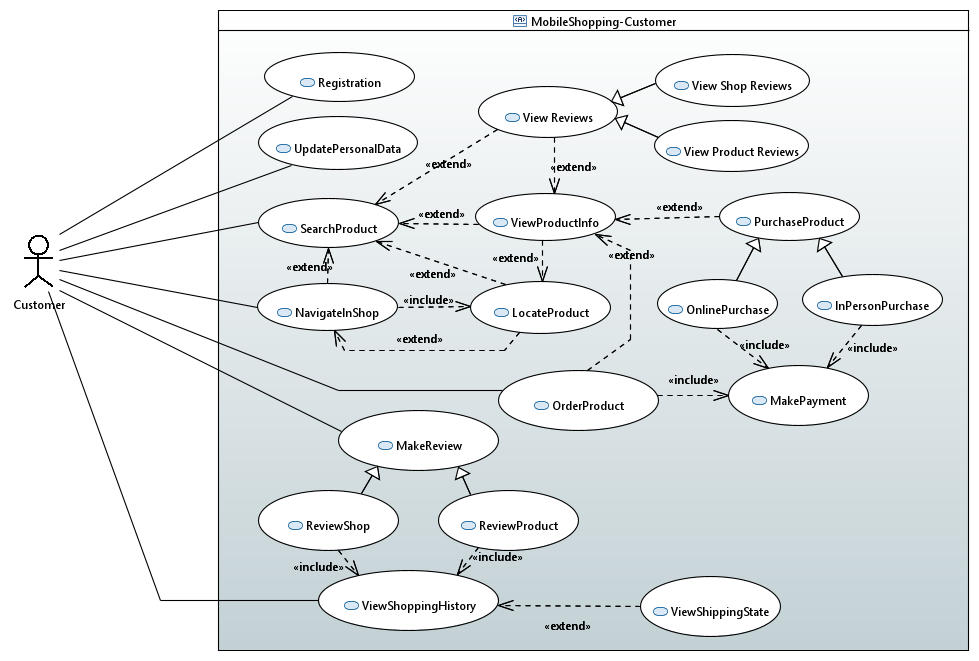 MobileShopping-Customer
Registration
View Shop Reviews
View Reviews
UpdatePersonalData
View Product Reviews
«extend»
«extend»
SearchProduct
«extend»
ViewProductInfo
«extend»
PurchaseProduct
«extend»
«extend»
«extend»
«extend»
Customer
NavigateInShop
«include»
LocateProduct
OnlinePurchase
InPersonPurchase
«extend»
«include»
«include»
«include»
OrderProduct
MakePayment
MakeReview
ReviewShop
ReviewProduct
«include»
«include»
ViewShoppingHistory
ViewShippingState
«extend»